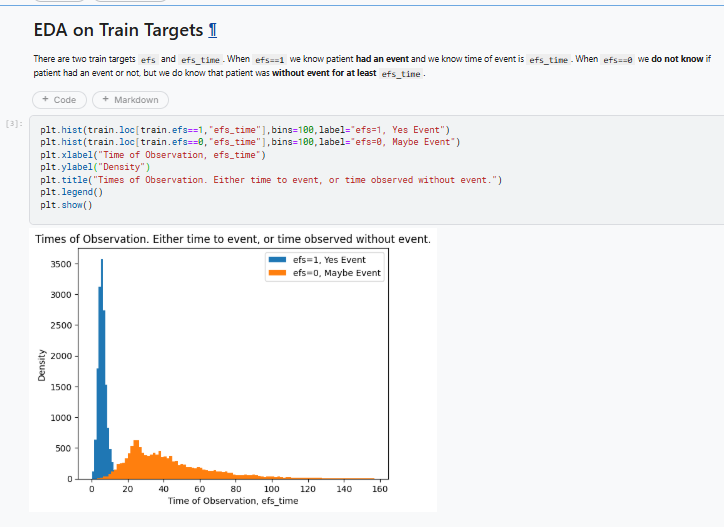 EDA on Train Targets ¶
There are two train targets efs and efs_time . When efs==1 we know patient had an event and we know time of event is efs_time . When efs==0 we do not know if
patient had an event or not, but we do know that patient was without event for at least efs_time .
+ Code + Markdown
[3]:
plt.hist(train.loc[train.efs==1,"efs_time"],bins=100,label="efs=1, Yes Event")
plt.hist(train.loc[train.efs==0,"efs_time"],bins=100,label="efs=0, Maybe Event")
plt.xlabel("Time of Observation, efs_time")
plt.ylabel("Density")
plt.title("Times of Observation. Either time to event, or time observed without event.")
plt.legend()
plt.show()
Times of Observation. Either time to event, or time observed without event.
efs=1, Yes Event
efs=0, Maybe Event
3500
3000
2500
2000
1500
1000
500
0
Density
0 20 40 60 80 100 120 140 160
Time of Observation, efs_time